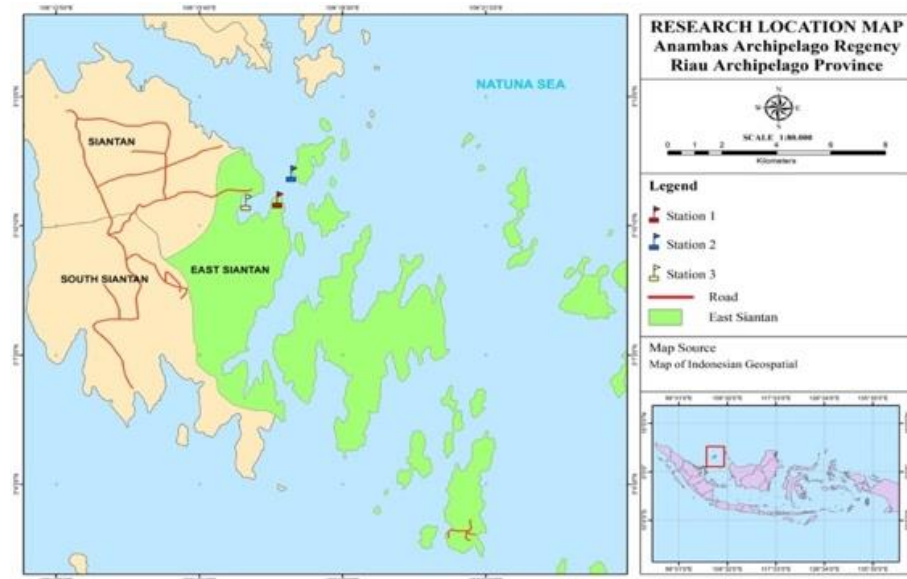 RESEARCH LOCATION MAP
Anambas Archipelago Regency
Riau Archipelago Province
N
SCALE 1:80.000
0 1 2 4 6 8
Kilometers
Legend
Station 1
Station 2
Station 3
Road
East Siantan
Map Source
Map of Indonesian Geospatial
NATUNA SEA
SIANTAN
SOUTH SIANTAN
EAST SIANTAN